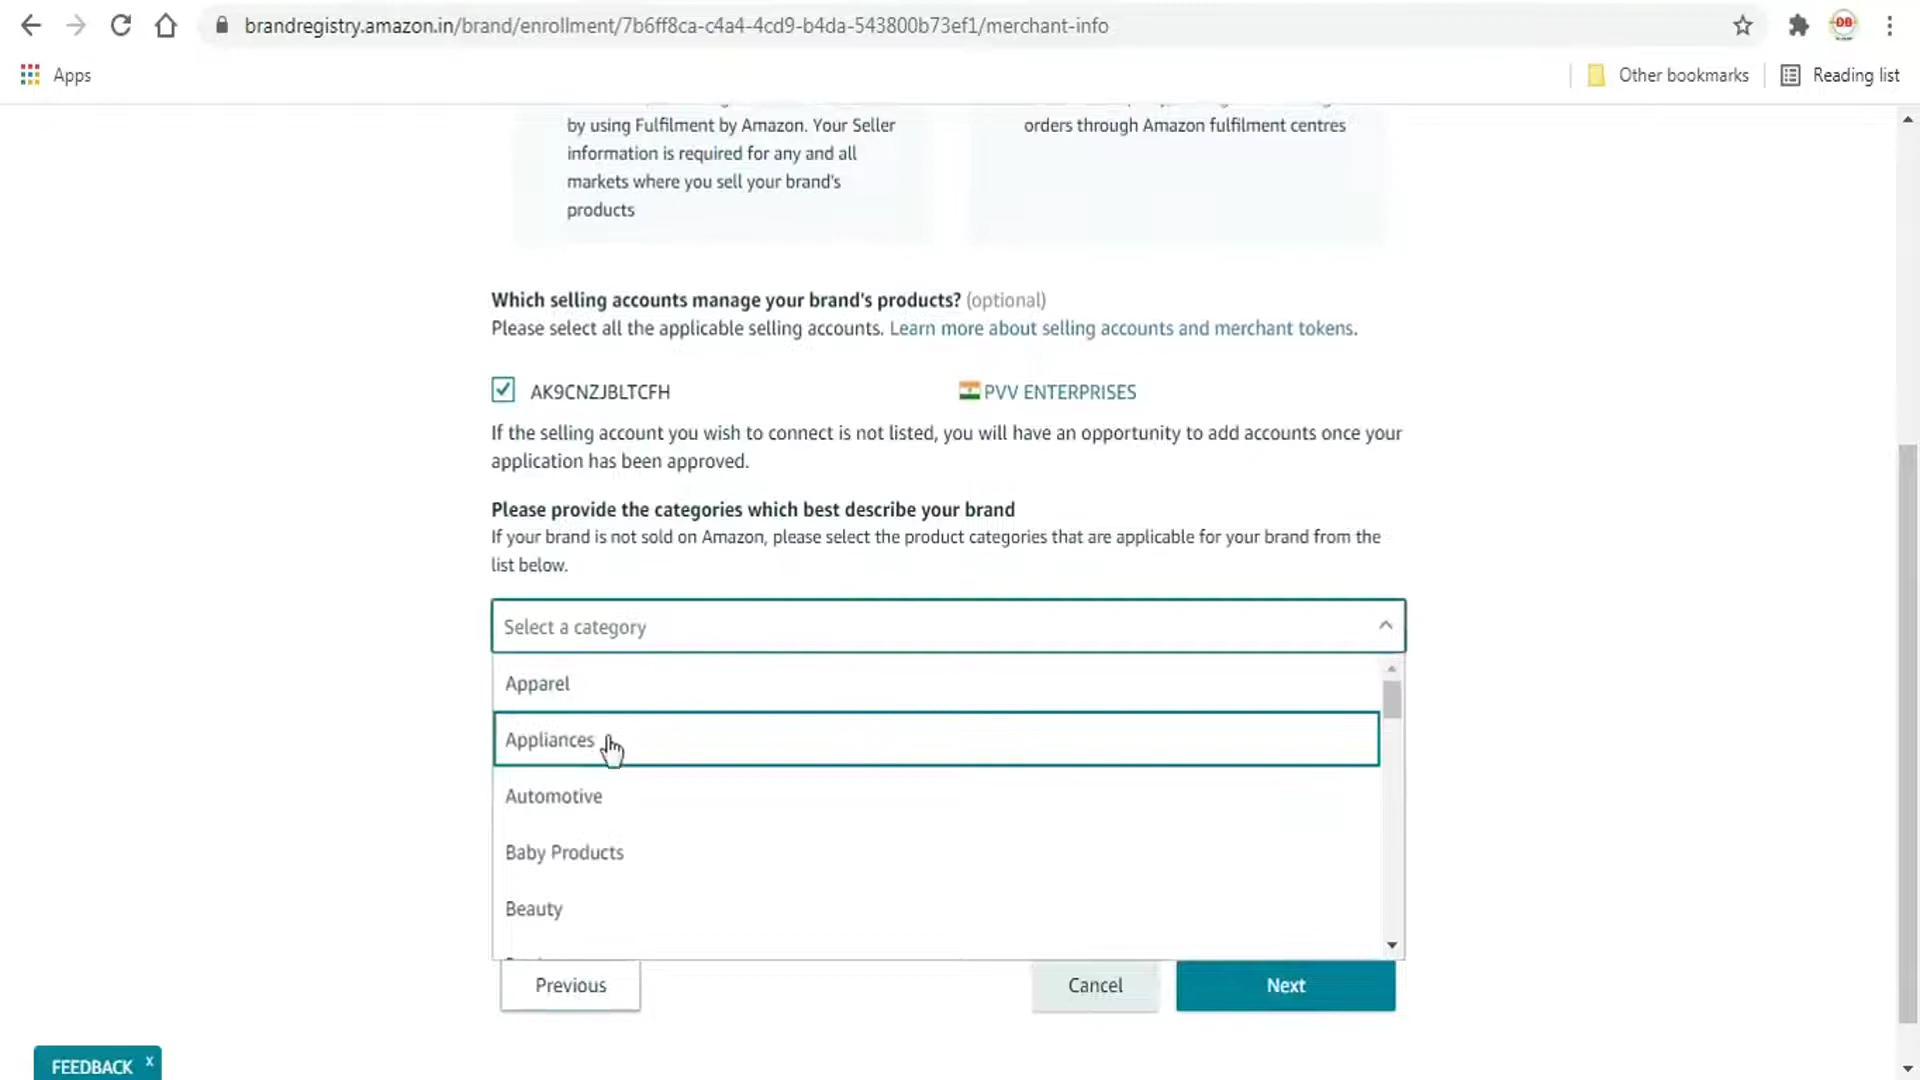 brandregistry.amazon.in/brand/enrollment/7b6ff8ca-c4a4-4cd9-b4da-543800b73ef1/merchant-info
Apps
Other bookmarks
Reading list
by using Fulfilment by Amazon. Your Seller
information is required for any and all
markets where you sell your brand's
products
orders through Amazon fulfilment centres
Which selling accounts manage your brand's products? (optional)
Please select all the applicable selling accounts. Learn more about selling accounts and merchant tokens.
AK9CNZJBLTCFH
PVV ENTERPRISES
If the selling account you wish to connect is not listed, you will have an opportunity to add accounts once your
application has been approved.
Please provide the categories which best describe your brand
If your brand is not sold on Amazon, please select the product categories that are applicable for your brand from the
list below.
Select a category
Apparel
Appliances
Automotive
Baby Products
Beauty
Previous
Cancel
Next
FEEDBACK x